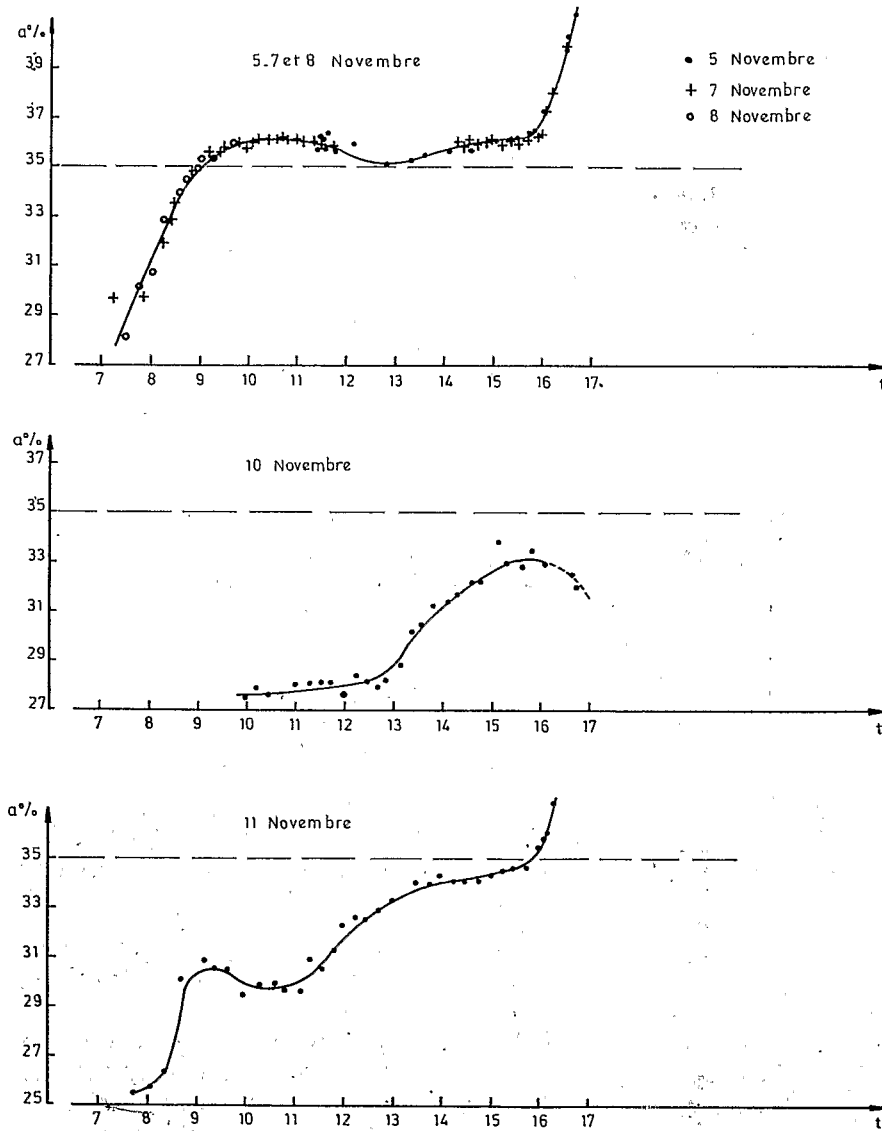 a°/.
5.7 et 8 Novembre
• 5 Novembre
+ 7 Novembre
o 8 Novembre
39
37
35
33
31
29
27
7 8 9 10 11 12 13 14 15 16 17. t
a°/.
10 Novembre
37
35
33
31
29
27
7 8 9 10 11 12 13 14 15 16 17 t
a°/.
11 Novembre
35
33
31
29
27
25
7 8 9 10 11 12 13 14 15 16 17 t